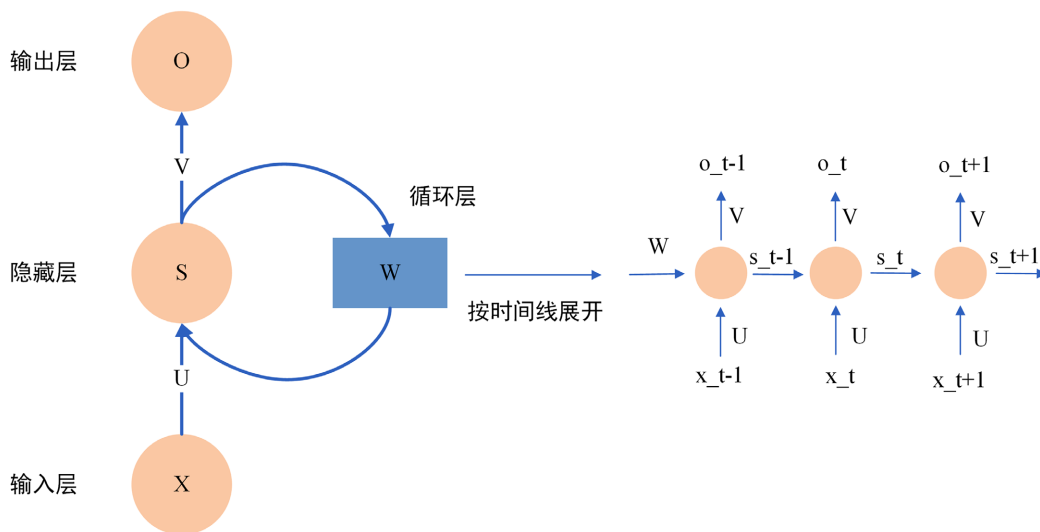 输出层
O
V
循环层
隐藏层
S
W
按时间线展开
U
输入层
X
o_t-1
o_t
o_t+1
V
V
V
W
s_t-1
s_t
s_t+1
U
U
U
x_t-1
x_t
x_t+1